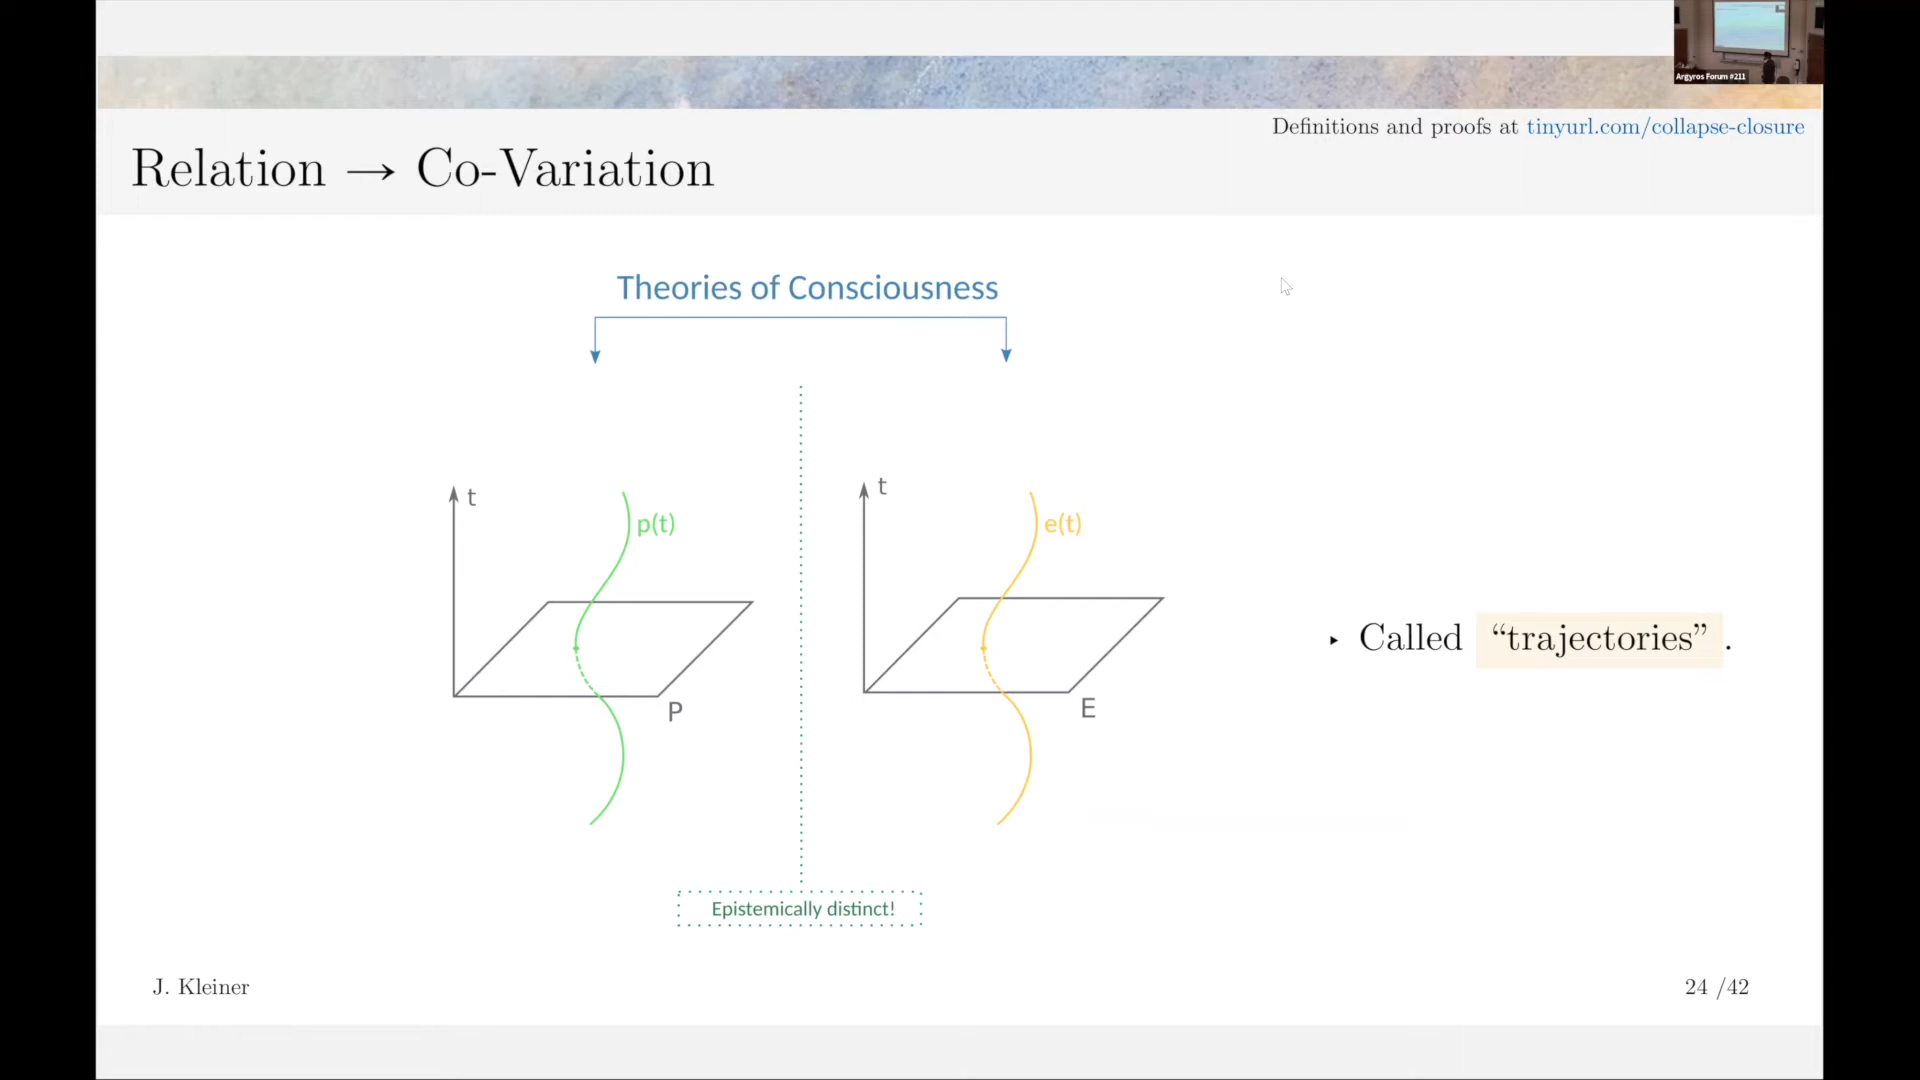 Argyros Forum #211
Definitions and proofs at tinyurl.com/collapse-closure
Relation → Co-Variation
Theories of Consciousness
t
p(t)
P
t
e(t)
E
‣ Called “trajectories”.
Epistemically distinct!
J. Kleiner
24 /42